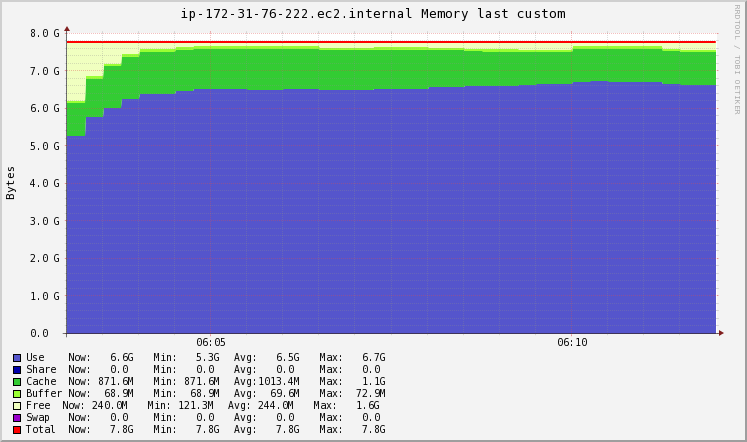 ip-172-31-76-222.ec2.internal Memory last custom
RRDTOOL / TOBI OETIKER
Bytes
8.0 G
7.0 G
6.0 G
5.0 G
4.0 G
3.0 G
2.0 G
1.0 G
0.0
06:05 06:10
Use Now: 6.6G Min: 5.3G Avg: 6.5G Max: 6.7G
Share Now: 0.0 Min: 0.0 Avg: 0.0 Max: 0.0
Cache Now: 871.6M Min: 871.6M Avg:1013.4M Max: 1.1G
Buffer Now: 68.9M Min: 68.9M Avg: 69.6M Max: 72.9M
Free Now: 240.0M Min: 121.3M Avg: 244.0M Max: 1.6G
Swap Now: 0.0 Min: 0.0 Avg: 0.0 Max: 0.0
Total Now: 7.8G Min: 7.8G Avg: 7.8G Max: 7.8G